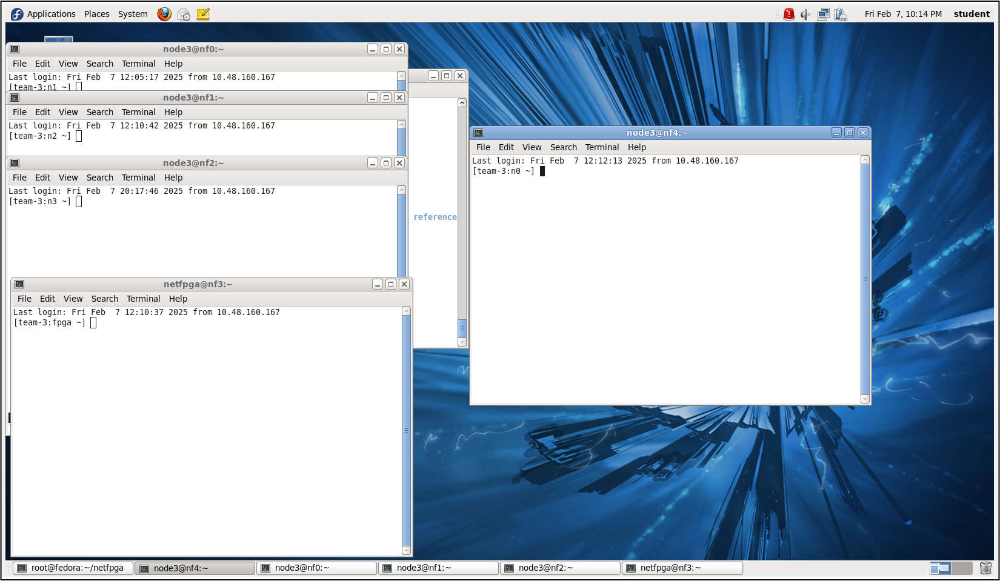 Applications Places System
Fri Feb  7, 10:14 PM student
node3@nf0:~
File Edit View Search Terminal Help
Last login: Fri Feb  7 12:05:17 2025 from 10.48.160.167
[team-3:n1 ~]
node3@nf1:~
File Edit View Search Terminal Help
Last login: Fri Feb  7 12:10:42 2025 from 10.48.160.167
[team-3:n2 ~]
node3@nf2:~
File Edit View Search Terminal Help
Last login: Fri Feb  7 20:17:46 2025 from 10.48.160.167
[team-3:n3 ~]
reference
netfpga@nf3:~
File Edit View Search Terminal Help
Last login: Fri Feb  7 12:10:37 2025 from 10.48.160.167
[team-3:fpga ~]
node3@nf4:~
File Edit View Search Terminal Help
Last login: Fri Feb  7 12:12:13 2025 from 10.48.160.167
[team-3:n0 ~]
root@fedora:~/netfpga node3@nf4:~ node3@nf0:~ node3@nf1:~ node3@nf2:~ netfpga@nf3:~